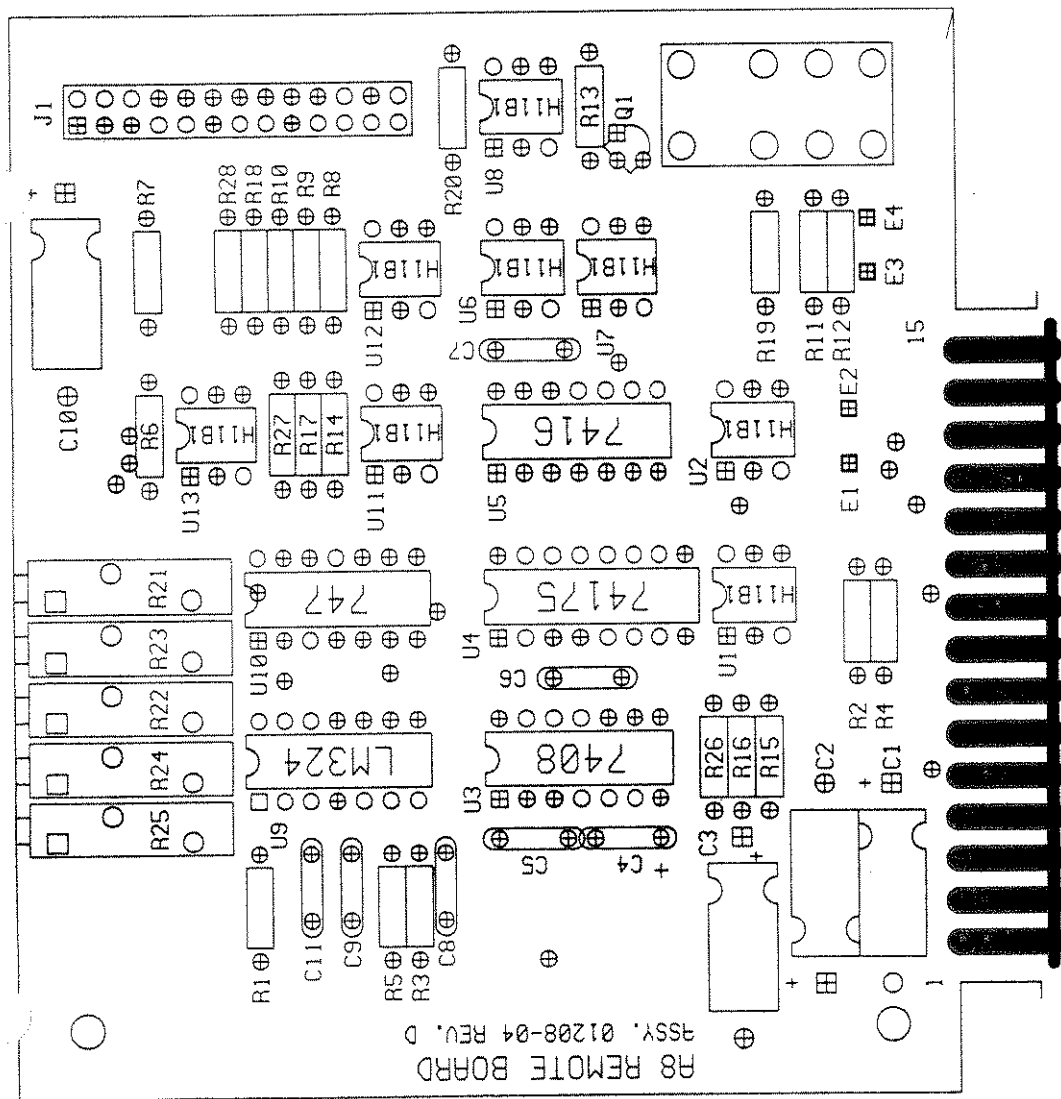 J1
+
R7
R28
R18
R10
R9
R8
R20
H11B1
U8
R13
Q1
C10
R6
H11B1
U13
R27
R17
R14
U12
H11B1
U11
H11B1
U6
H11B1
H11B1
U7
C7
7416
U5
U2
H11B1
R19
R11
R12
E3
E4
E1
E2
15
R21
R23
R22
R24
R25
U10
747
U4
74175
U1
H11B1
C6
R2
R4
U9
LM324
U3
7408
R26
R16
R15
C2
+
C1
C3
+
C5
C4
+
R1
C11
C9
R5
R3
C8
+
1
ASSY. 01208-04 REV. D
A8 REMOTE BOARD